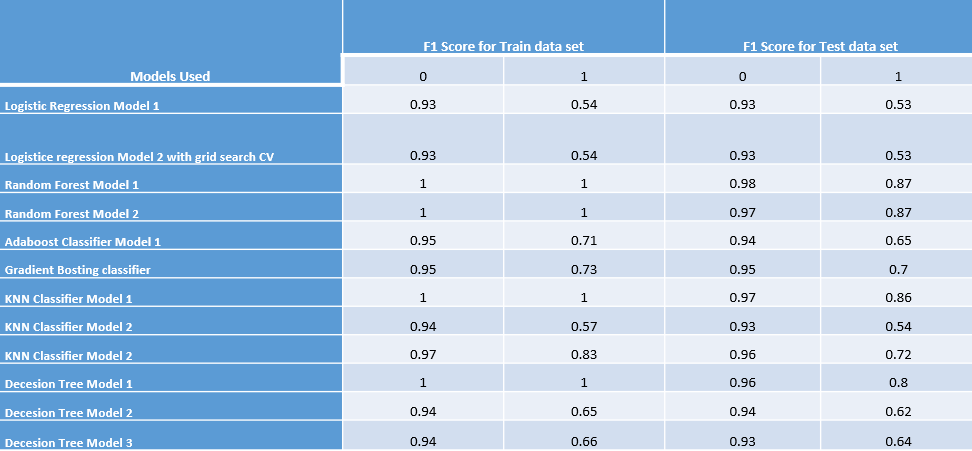 F1 Score for Train data set F1 Score for Test data set
Models Used 0 1 0 1
Logistic Regression Model 1 0.93 0.54 0.93 0.53
Logistice regression Model 2 with grid search CV 0.93 0.54 0.93 0.53
Random Forest Model 1 1 1 0.98 0.87
Random Forest Model 2 1 1 0.97 0.87
Adaboost Classifier Model 1 0.95 0.71 0.94 0.65
Gradient Bosting classifier 0.95 0.73 0.95 0.7
KNN Classifier Model 1 1 1 0.97 0.86
KNN Classifier Model 2 0.94 0.57 0.93 0.54
KNN Classifier Model 2 0.97 0.83 0.96 0.72
Decesion Tree Model 1 1 1 0.96 0.8
Decesion Tree Model 2 0.94 0.65 0.94 0.62
Decesion Tree Model 3 0.94 0.66 0.93 0.64